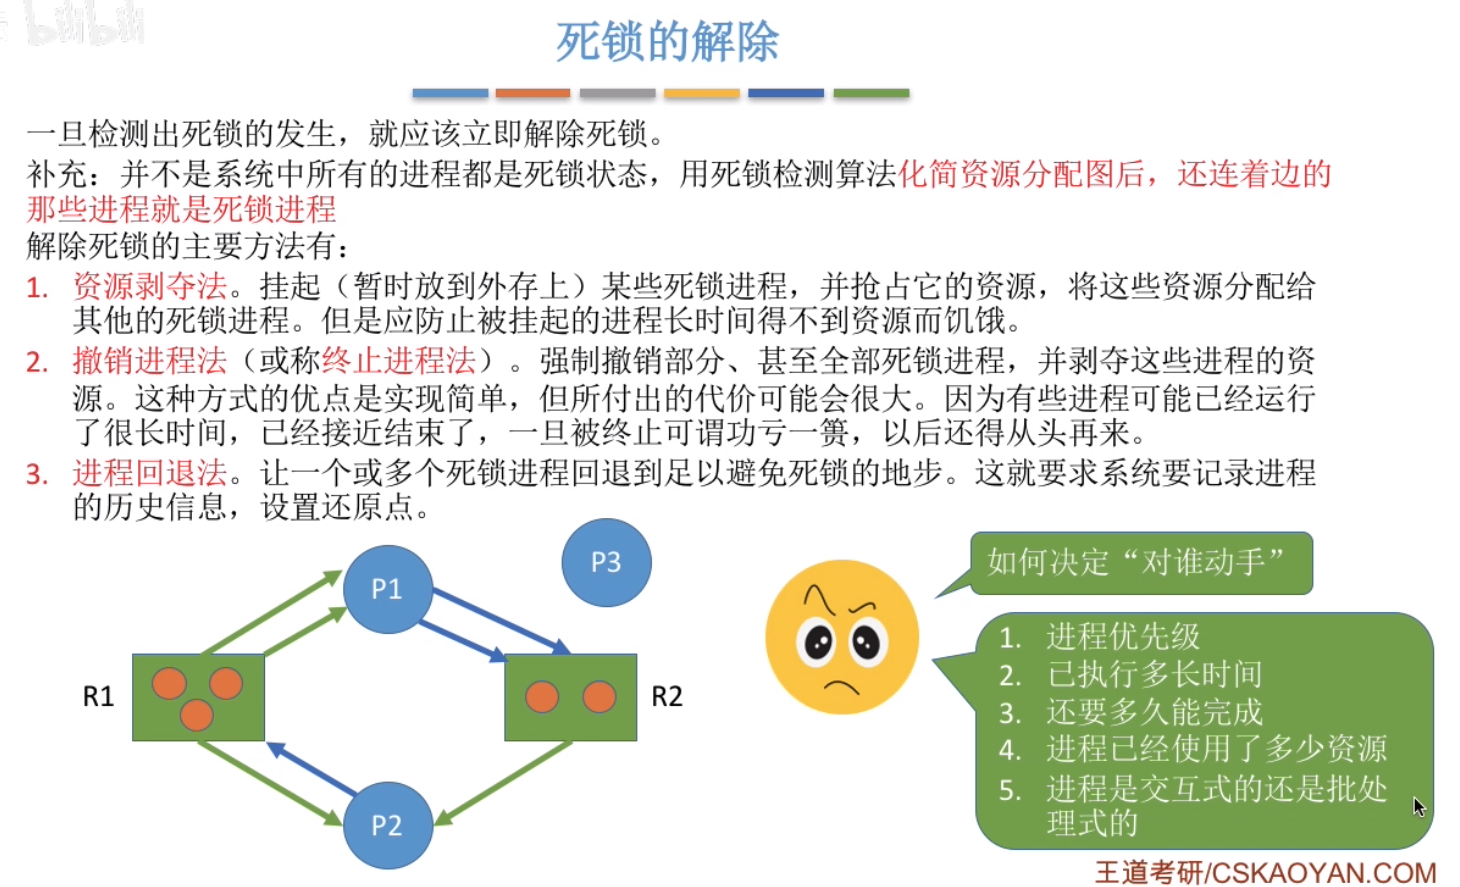 bilibili
死锁的解除
一旦检测出死锁的发生，就应该立即解除死锁。
补充：并不是系统中所有的进程都是死锁状态，用死锁检测算法化简资源分配图后，还连着边的
那些进程就是死锁进程
解除死锁的主要方法有：
1. 资源剥夺法。挂起（暂时放到外存上）某些死锁进程，并抢占它的资源，将这些资源分配给
其他的死锁进程。但是应防止被挂起的进程长时间得不到资源而饥饿。
2. 撤销进程法（或称终止进程法）。强制撤销部分、甚至全部死锁进程，并剥夺这些进程的资
源。这种方式的优点是实现简单，但所付出的代价可能会很大。因为有些进程可能已经运行
了很长时间，已经接近结束了，一旦被终止可谓功亏一篑，以后还得从头再来。
3. 进程回退法。让一个或多个死锁进程回退到足以避免死锁的地步。这就要求系统要记录进程
的历史信息，设置还原点。
P1
P3
R1
R2
P2
如何决定“对谁动手”
1. 进程优先级
2. 已执行多长时间
3. 还要多久能完成
4. 进程已经使用了多少资源
5. 进程是交互式的还是批处
理式的
王道考研/CSKAOYAN.COM